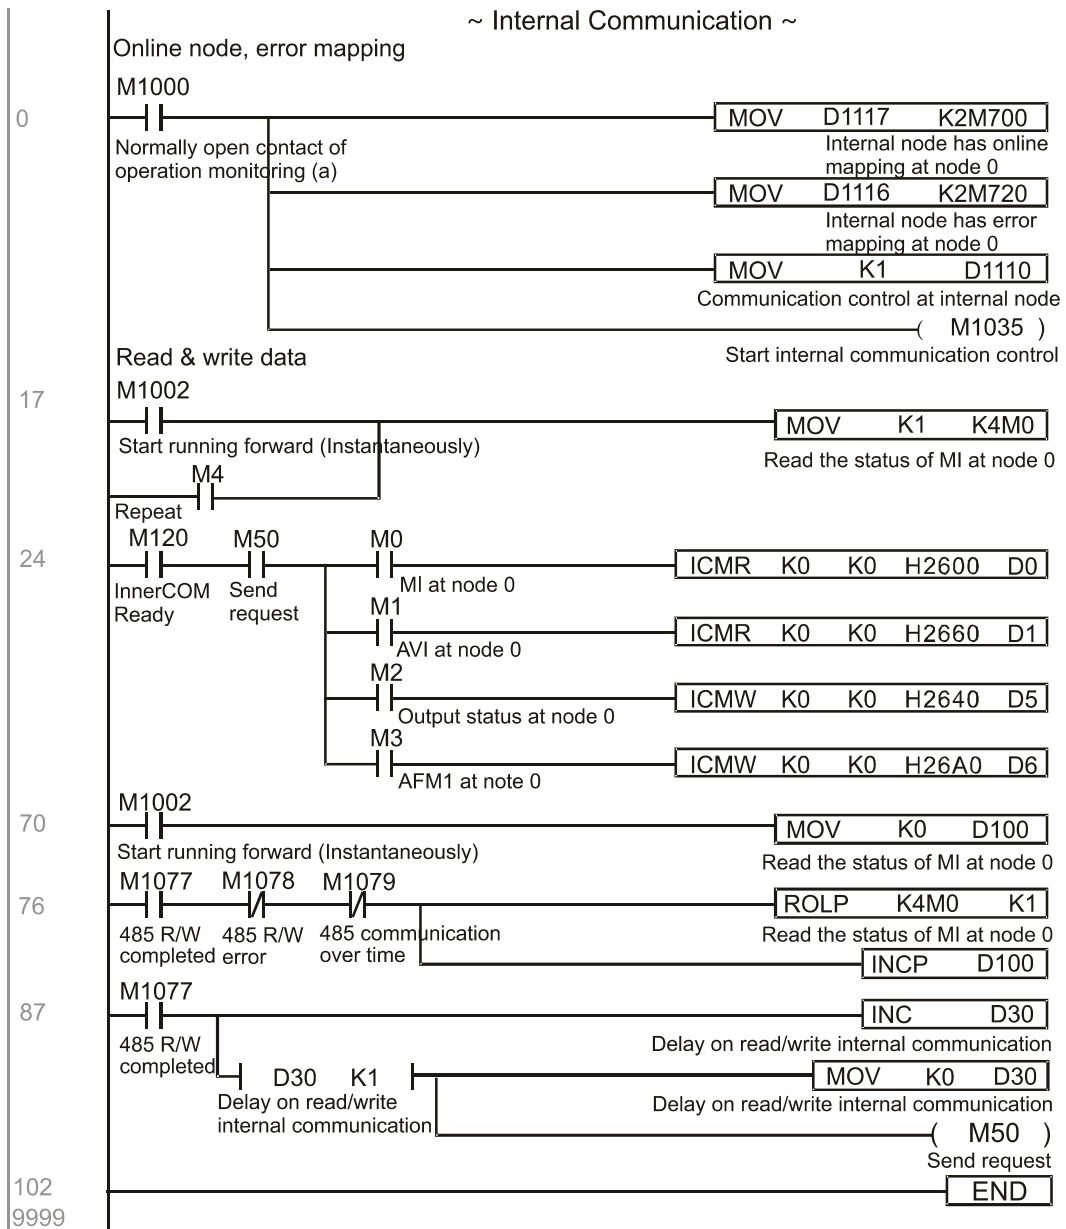 ~ Internal Communication ~
Online node, error mapping
M1000
0
MOV D1117 K2M700
Normally open contact of
operation monitoring (a)
Internal node has online
mapping at node 0
MOV D1116 K2M720
Internal node has error
mapping at node 0
MOV K1 D1110
Communication control at internal node
( M1035 )
Start internal communication control
Read & write data
M1002
17
MOV K1 K4M0
Start running forward (Instantaneously)
Read the status of MI at node 0
M4
Repeat
M120 M50 M0
24
ICMR K0 K0 H2600 D0
InnerCOM
Ready
Send
request
MI at node 0
M1
ICMR K0 K0 H2660 D1
AVI at node 0
M2
ICMW K0 K0 H2640 D5
Output status at node 0
M3
ICMW K0 K0 H26A0 D6
AFM1 at note 0
M1002
70
MOV K0 D100
Start running forward (Instantaneously)
Read the status of MI at node 0
M1077 M1078 M1079
76
ROLP K4M0 K1
485 R/W
completed
485 R/W
error
485 communication
over time
Read the status of MI at node 0
INCP D100
M1077
87
INC D30
485 R/W
completed
Delay on read/write internal communication
D30 K1
MOV K0 D30
Delay on read/write
internal communication
Delay on read/write internal communication
( M50 )
Send request
102
END
9999